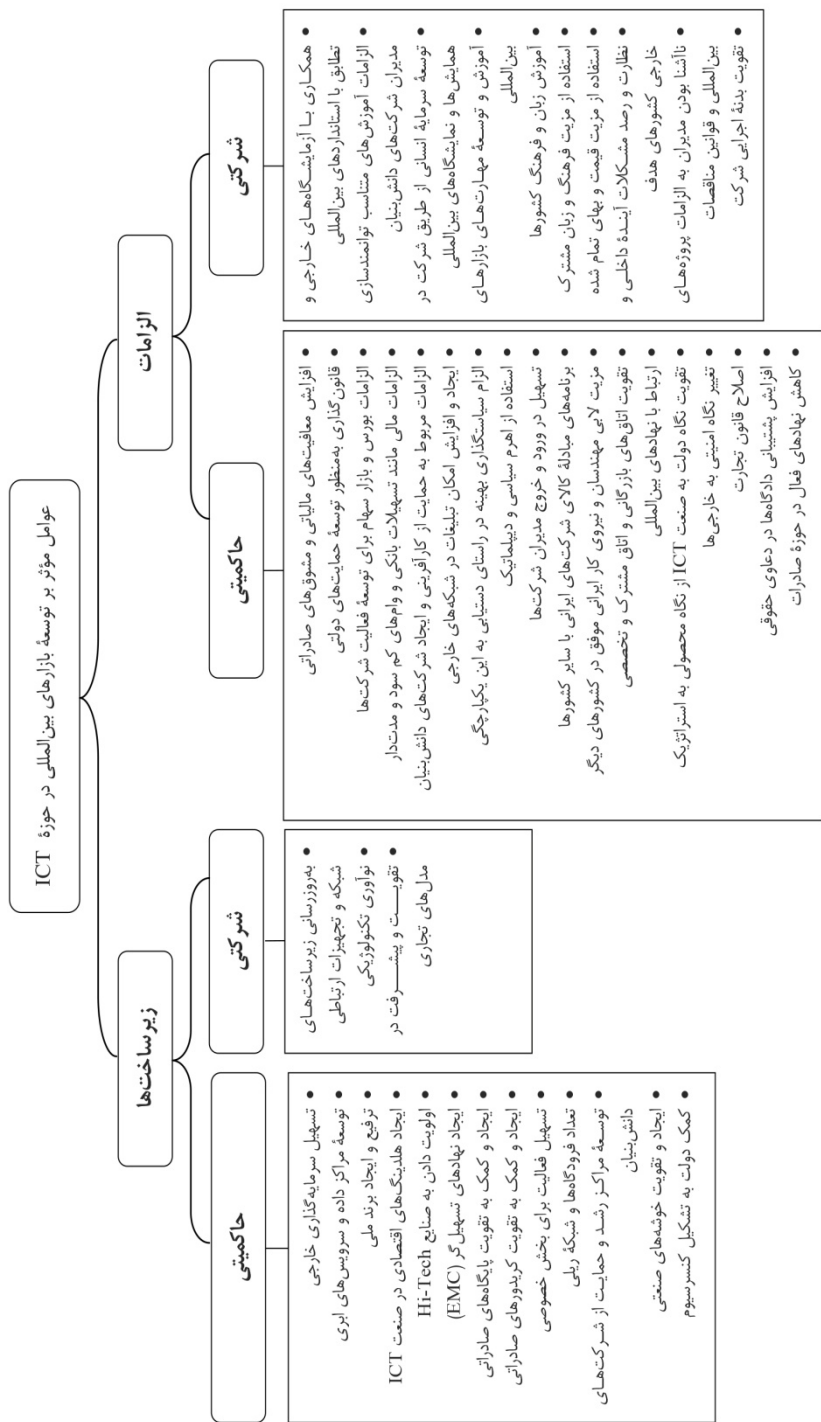 عوامل مؤثر بر توسعهٔ بازارهای بین‌المللی در حوزهٔ ICT
الزامات
شرکتی
• همکاری با آزمایشگاه‌های خارجی و
تطابق با استانداردهای بین‌المللی
• الزامات آموزش‌های متناسب توانمندسازی
مدیران شرکت‌های دانش‌بنیان
• توسعهٔ سرمایهٔ انسانی از طریق شرکت در
همایش‌ها و نمایشگاه‌های بین‌المللی
• آموزش و توسعهٔ مهارت‌های بازارهای
بین‌المللی
• آموزش زبان و فرهنگ کشورها
• استفاده از مزیت فرهنگ و زبان مشترک
• استفاده از مزیت قیمت و بهای تمام شده
• نظارت و رصد مشکلات آیندهٔ داخلی و
خارجی کشورهای هدف
• ناآشنا بودن مدیران به الزامات پروژه‌های
بین‌المللی و قوانین مناقصات
• تقویت بدنهٔ اجرایی شرکت
حاکمیتی
• افزایش معافیت‌های مالیاتی و مشوق‌های صادراتی
• قانون‌گذاری به‌منظور توسعهٔ حمایت‌های دولتی
• الزامات بورس و بازار سهام برای توسعهٔ فعالیت شرکت‌ها
• الزامات مالی مانند تسهیلات بانکی و وام‌های کم سود و مدت‌دار
• الزامات مربوط به حمایت از کارآفرینی و ایجاد شرکت‌های دانش‌بنیان
• ایجاد و افزایش امکان تبلیغات در شبکه‌های خارجی
• الزام سیاستگذاری بهینه در راستای دستیابی به این یکپارچگی
• استفاده از اهرم سیاسی و دیپلماتیک
• تسهیل در ورود و خروج مدیران شرکت‌ها
• برنامه‌های مبادلهٔ کالای شرکت‌های ایرانی با سایر کشورها
• مزیت لابی مهندسان و نیروی کار ایرانی موفق در کشورهای دیگر
• تقویت اتاق‌های بازرگانی و اتاق مشترک و تخصصی
• ارتباط با نهادهای بین‌المللی
• تقویت نگاه دولت به صنعت ICT از نگاه محصولی به استراتژیک
• تغییر نگاه امنیتی به خارجی‌ها
• اصلاح قانون تجارت
• افزایش پشتیبانی دادگاه‌ها در دعاوی حقوقی
• کاهش نهادهای فعال در حوزهٔ صادرات
زیرساخت‌ها
شرکتی
• به‌روزرسانی زیرساخت‌های
شبکه و تجهیزات ارتباطی
• نوآوری تکنولوژیکی
• تقویت و پیشرفت در
مدل‌های تجاری
حاکمیتی
• تسهیل سرمایه‌گذاری خارجی
• توسعهٔ مراکز داده و سرویس‌های ابری
• ترفیع و ایجاد برند ملی
• ایجاد هلدینگ‌های اقتصادی در صنعت ICT
• اولویت دادن به صنایع Hi-Tech
• ایجاد نهادهای تسهیل‌گر (EMC)
• ایجاد و کمک به تقویت پایگاه‌های صادراتی
• ایجاد و کمک به تقویت کریدورهای صادراتی
• تسهیل فعالیت برای بخش خصوصی
• تعداد فرودگاه‌ها و شبکهٔ ریلی
• توسعهٔ مراکز رشد و حمایت از شرکت‌های
دانش‌بنیان
• ایجاد و تقویت خوشه‌های صنعتی
• کمک دولت به تشکیل کنسرسیوم